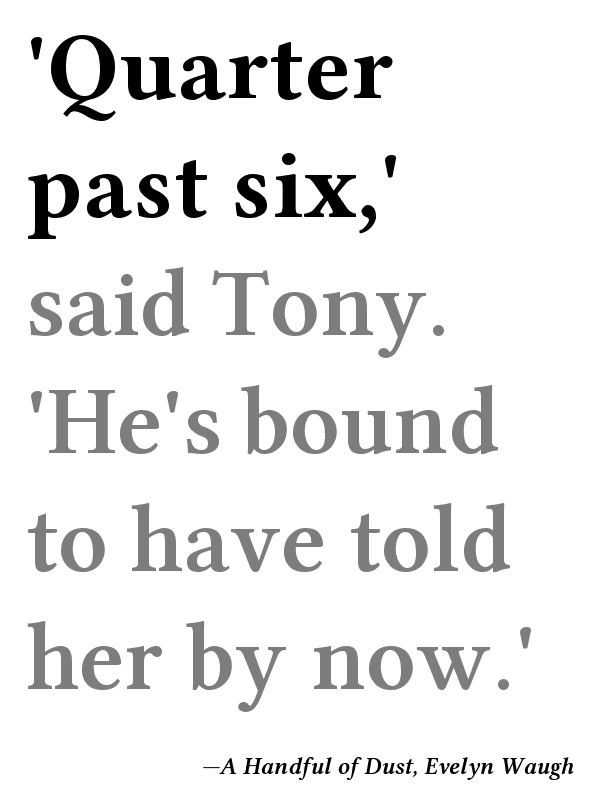 'Quarter
past six,'
said Tony.
'He's bound
to have told
her by now.'
—A Handful of Dust, Evelyn Waugh